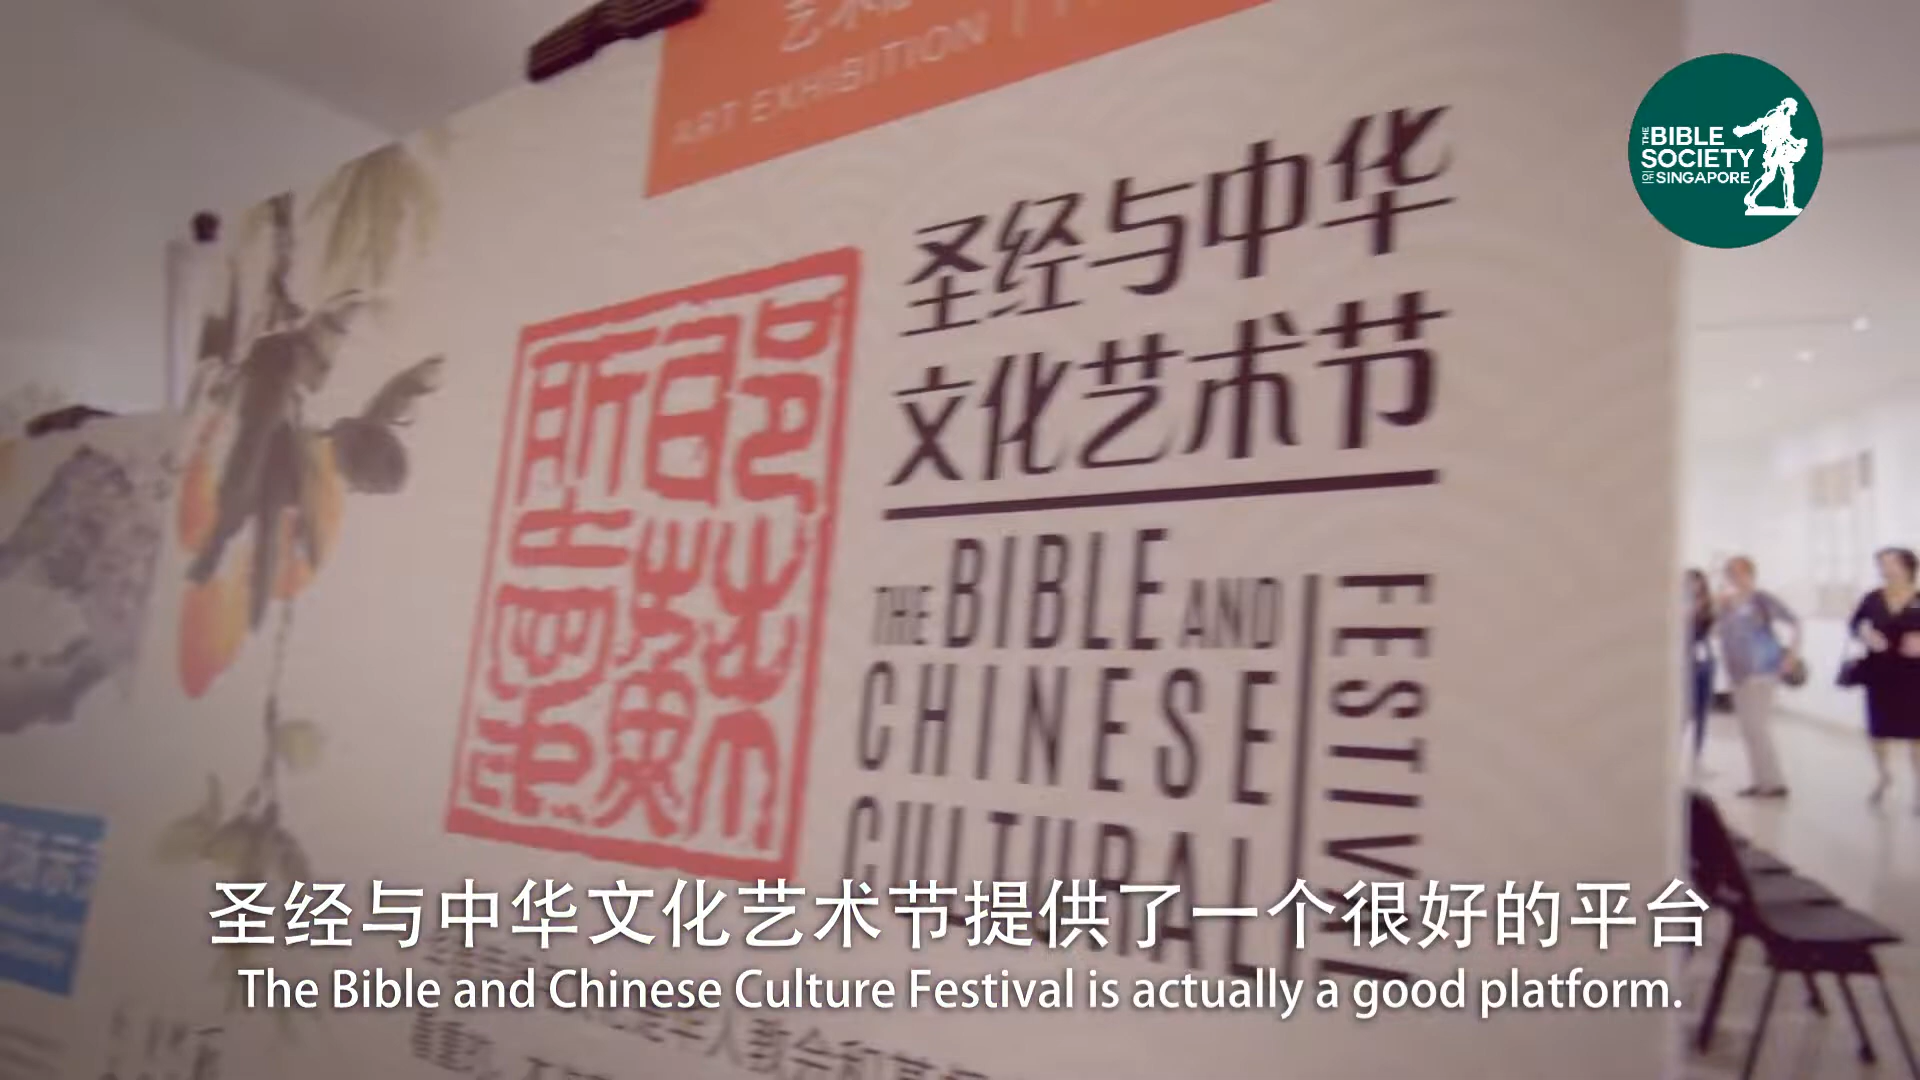 ART EXHIBITION
THE BIBLE
SOCIETY
OF SINGAPORE
圣经与中华
文化艺术节
THE BIBLE AND
CHINESE
CULTURAL
FESTIVAL
圣经与中华文化艺术节提供了一个很好的平台
The Bible and Chinese Culture Festival is actually a good platform.